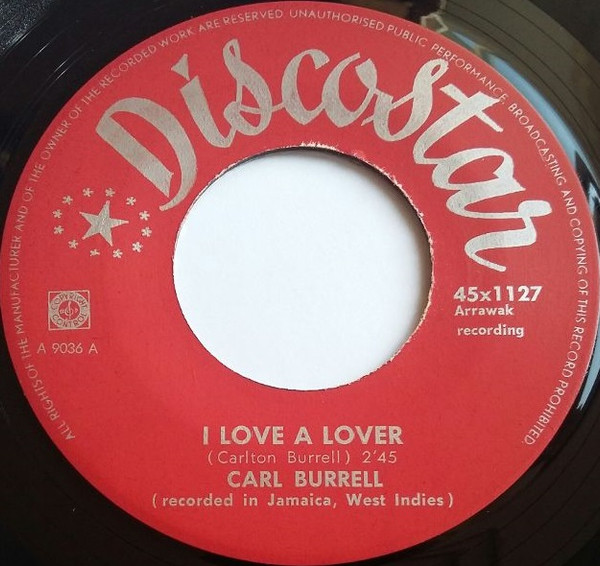 ALL RIGHTS OF THE MANUFACTURER AND OF THE OWNER OF THE RECORDED WORK ARE RESERVED UNAUTHORISED PUBLIC PERFORMANCE BROADCASTING AND COPYING OF THIS RECORD PROHIBITED
Discostar
45x1127
Arrawak
recording
COPYRIGHT
CONTROL
A 9036 A
I LOVE A LOVER
(Carlton Burrell) 2'45
CARL BURRELL
(recorded in Jamaica, West Indies)